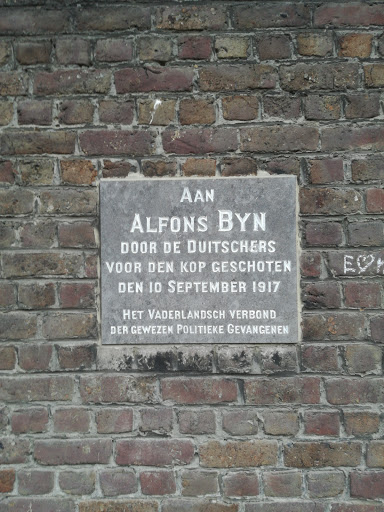 AAN
ALFONS BYN
DOOR DE DUITSCHERS
VOOR DEN KOP GESCHOTEN
DEN 10 SEPTEMBER 1917
HET VADERLANDSCH VERBOND
DER GEWEZEN POLITIEKE GEVANGENEN
E♡M